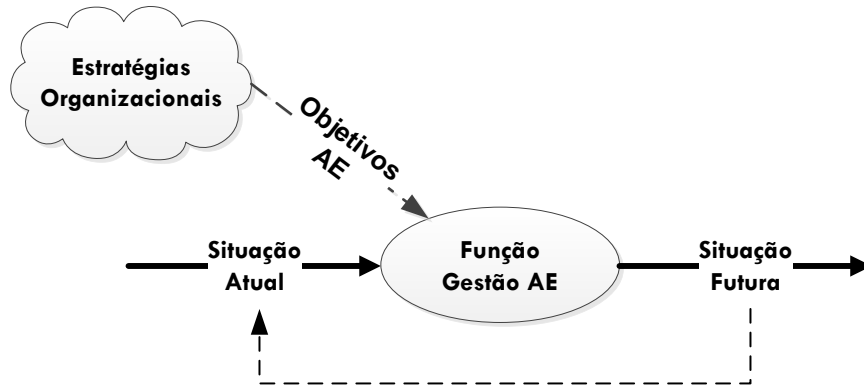 Estratégias
Organizacionais
Objetivos
AE
Situação
Atual
Função
Gestão AE
Situação
Futura